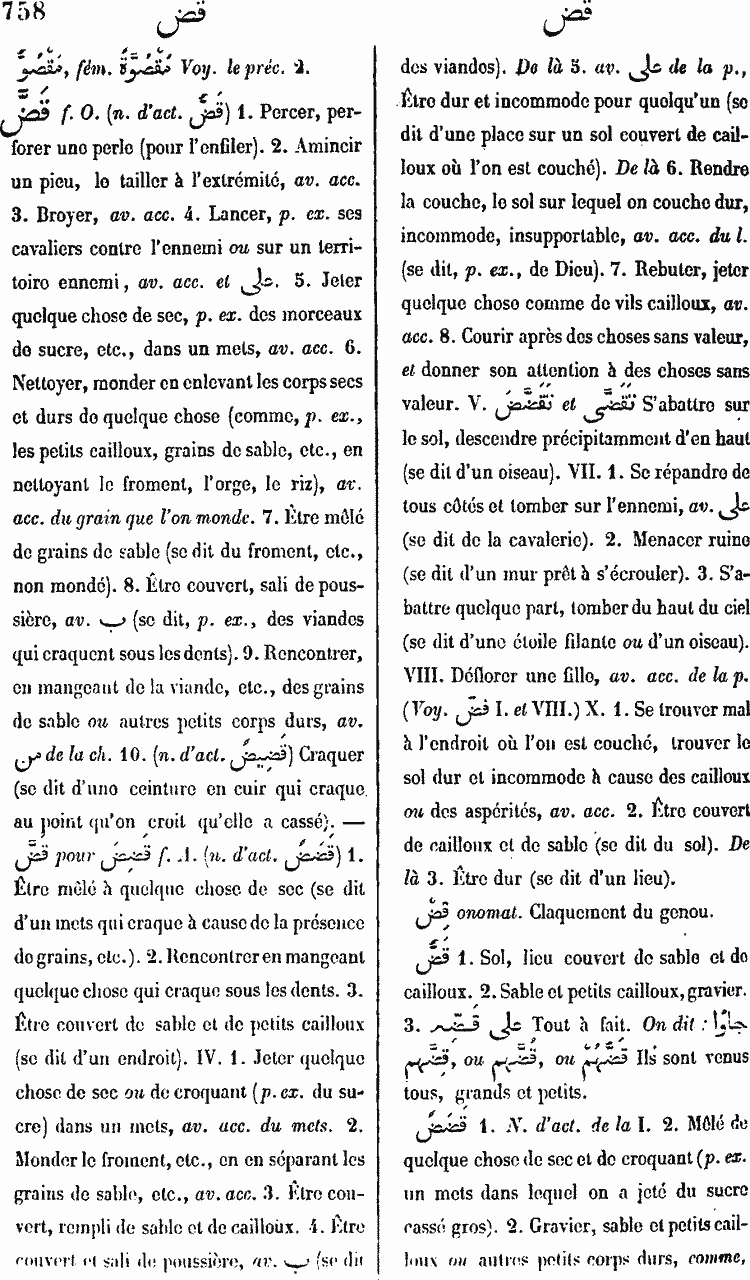 758
قض
قض
مَقْضُوٌّ, fém. مَقْضُوَّةٌ Voy. le préc. 2.
قَضَّ f. O. (n. d'act. قَضٌّ) 1. Percer, per-
forer une perle (pour l'enfiler). 2. Amincir
un pieu, le tailler à l'extrémité, av. acc.
3. Broyer, av. acc. 4. Lancer, p. ex. ses
cavaliers contre l'ennemi ou sur un terri-
toire ennemi, av. acc. et على. 5. Jeter
quelque chose de sec, p. ex. des morceaux
de sucre, etc., dans un mets, av. acc. 6.
Nettoyer, monder en enlevant les corps secs
et durs de quelque chose (comme, p. ex.,
les petits cailloux, grains de sable, etc., en
nettoyant le froment, l'orge, le riz), av.
acc. du grain que l'on monde. 7. Être mêlé
de grains de sable (se dit du froment, etc.,
non mondé). 8. Être couvert, sali de pous-
sière, av. ب (se dit, p. ex., des viandes
qui craquent sous les dents). 9. Rencontrer,
en mangeant de la viande, etc., des grains
de sable ou autres petits corps durs, av.
من de la ch. 10. (n. d'act. قَضِيضٌ) Craquer
(se dit d'une ceinture en cuir qui craque
au point qu'on croit qu'elle a cassé). —
قَضَّ pour قَضِضَ f. A. (n. d'act. قَضَضٌ) 1.
Être mêlé à quelque chose de sec (se dit
d'un mets qui craque à cause de la présence
de grains, etc.). 2. Rencontrer en mangeant
quelque chose qui craque sous les dents. 3.
Être couvert de sable et de petits cailloux
(se dit d'un endroit). IV. 1. Jeter quelque
chose de sec ou de croquant (p. ex. du su-
cre) dans un mets, av. acc. du mets. 2.
Monder le froment, etc., en en séparant les
grains de sable, etc., av. acc. 3. Être cou-
vert, rempli de sable et de cailloux. 4. Être
couvert et sali de poussière, av. ب (se dit
des viandes). De là 5. av. على de la p.,
Être dur et incommode pour quelqu'un (se
dit d'une place sur un sol couvert de cail-
loux où l'on est couché). De là 6. Rendre
la couche, le sol sur lequel on couche dur,
incommode, insupportable, av. acc. du l.
(se dit, p. ex., de Dieu). 7. Rebuter, jeter
quelque chose comme de vils cailloux, av.
acc. 8. Courir après des choses sans valeur,
et donner son attention à des choses sans
valeur. V. تَقَضَّضَ et تَقَضَّى S'abattre sur
le sol, descendre précipitamment d'en haut
(se dit d'un oiseau). VII. 1. Se répandre de
tous côtés et tomber sur l'ennemi, av. على
(se dit de la cavalerie). 2. Menacer ruine
(se dit d'un mur prêt à s'écrouler). 3. S'a-
battre quelque part, tomber du haut du ciel
(se dit d'une étoile filante ou d'un oiseau).
VIII. Déflorer une fille, av. acc. de la p.
(Voy. فضّ I. et VIII.) X. 1. Se trouver mal
à l'endroit où l'on est couché, trouver le
sol dur et incommode à cause des cailloux
ou des aspérités, av. acc. 2. Être couvert
de cailloux et de sable (se dit du sol). De
là 3. Être dur (se dit d'un lieu).
قِضْ onomat. Claquement du genou.
قَضٌّ 1. Sol, lieu couvert de sable et de
cailloux. 2. Sable et petits cailloux, gravier.
3. على قضّه Tout à fait. On dit : جاوا
قَضَّهم, ou قَضِّهم, ou قَضُّهُمْ Ils sont venus
tous, grands et petits.
قَضَضٌ 1. N. d'act. de la I. 2. Mêlé de
quelque chose de sec et de croquant (p. ex.
un mets dans lequel on a jeté du sucre
cassé gros). 2. Gravier, sable et petits cail-
loux ou autres petits corps durs, comme,